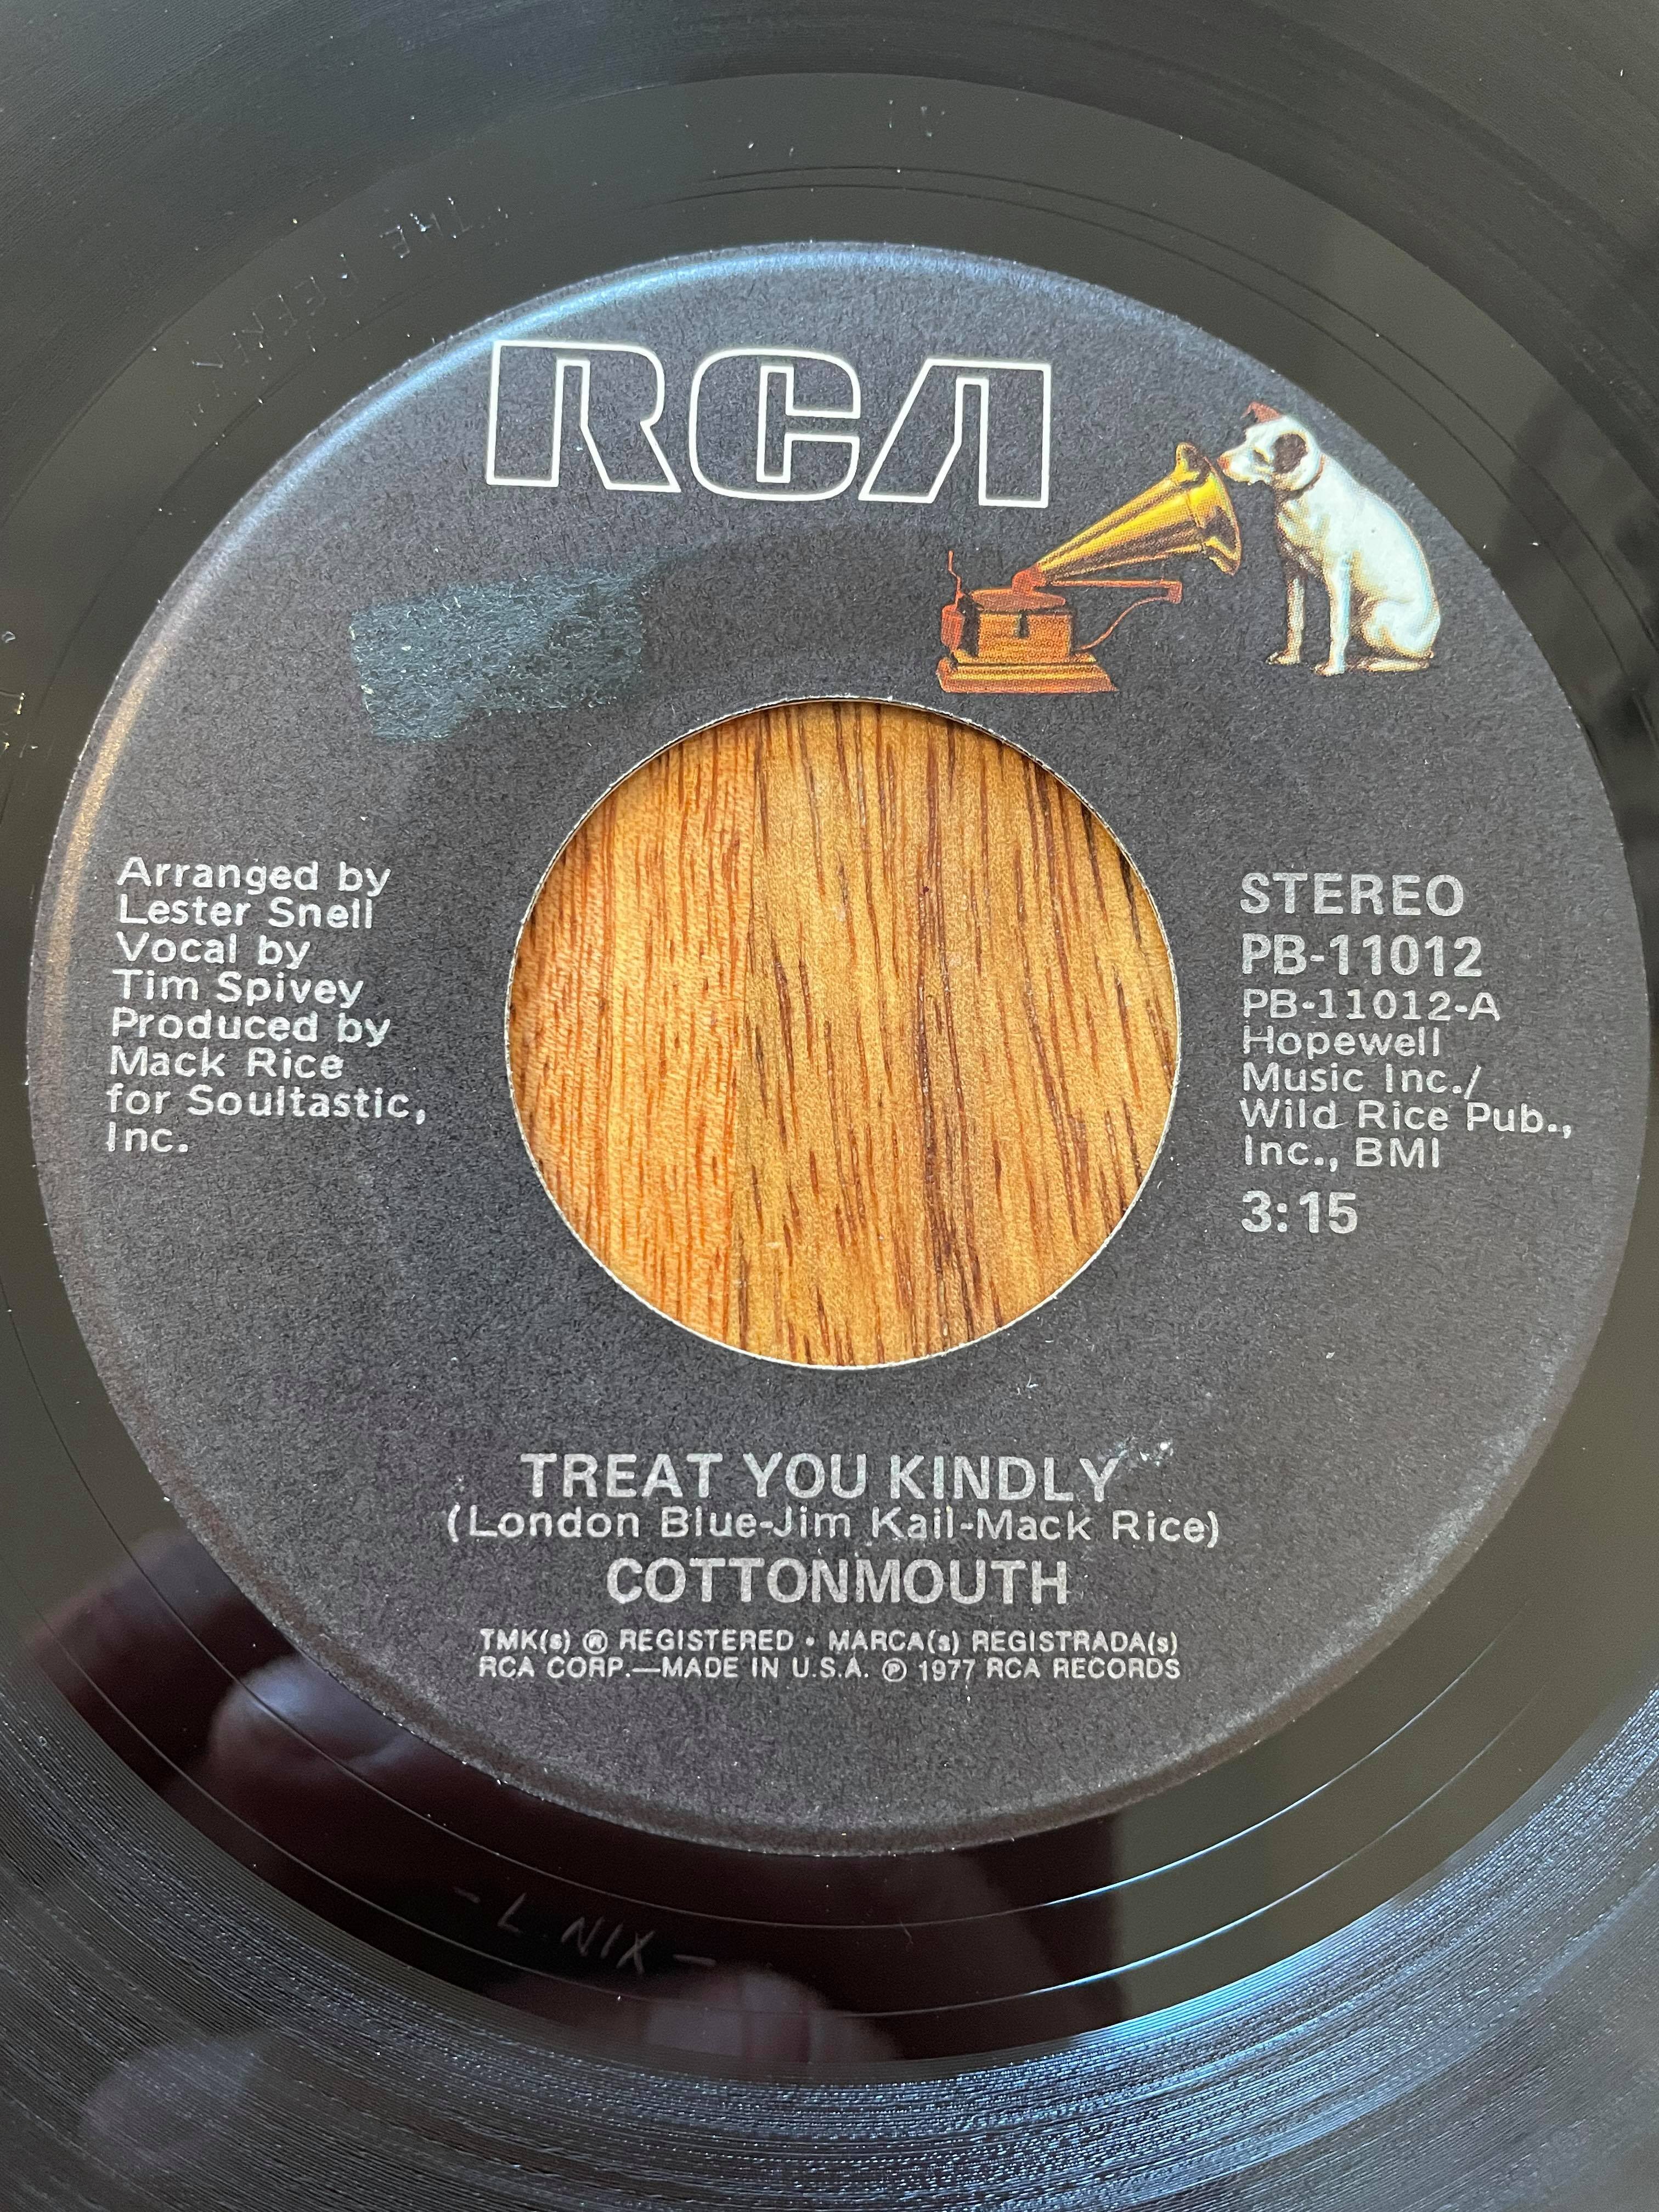 RCA
Arranged by
Lester Snell
Vocal by
Tim Spivey
Produced by
Mack Rice
for Soultastic,
Inc.
STEREO
PB-11012
PB-11012-A
Hopewell
Music Inc./
Wild Rice Pub.,
Inc., BMI
3:15
TREAT YOU KINDLY
(London Blue-Jim Kail-Mack Rice)
COTTONMOUTH
TMK(s) ® REGISTERED • MARCA(s) REGISTRADA(s)
RCA CORP.—MADE IN U.S.A. ℗ 1977 RCA RECORDS
THE
- L. NIX -